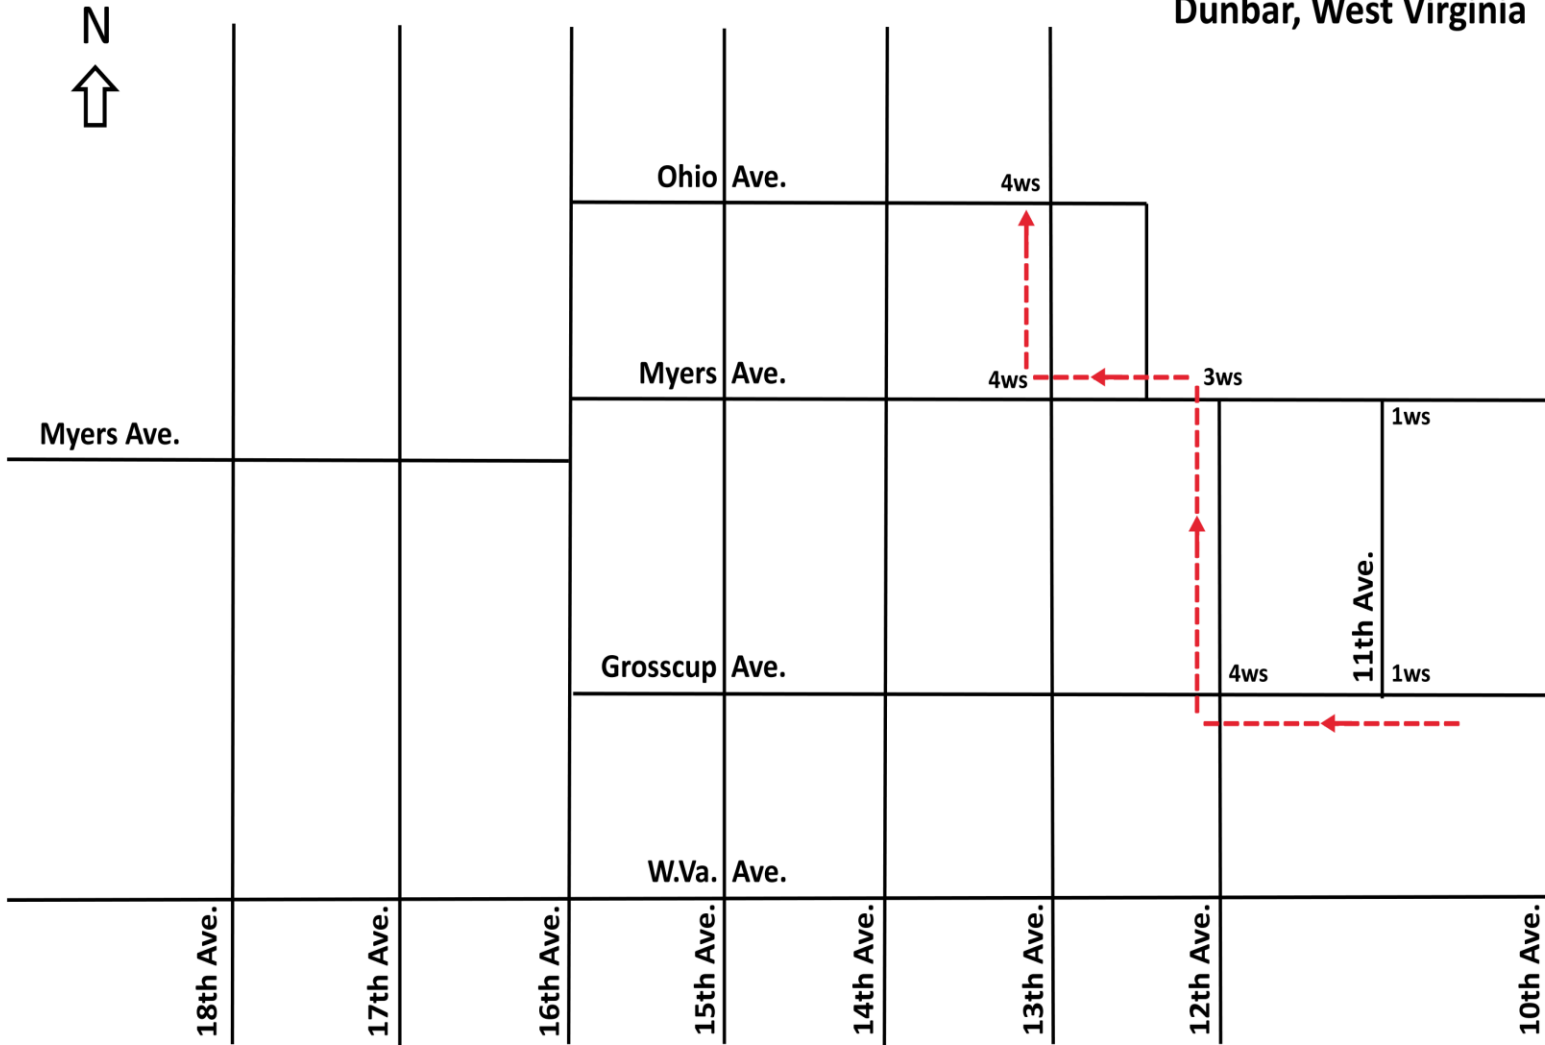 Dunbar, West Virginia
N
Ohio Ave.
4ws
Myers Ave.
4ws
3ws
1ws
Myers Ave.
11th Ave.
Grosscup Ave.
4ws
1ws
W.Va. Ave.
18th Ave.
17th Ave.
16th Ave.
15th Ave.
14th Ave.
13th Ave.
12th Ave.
10th Ave.